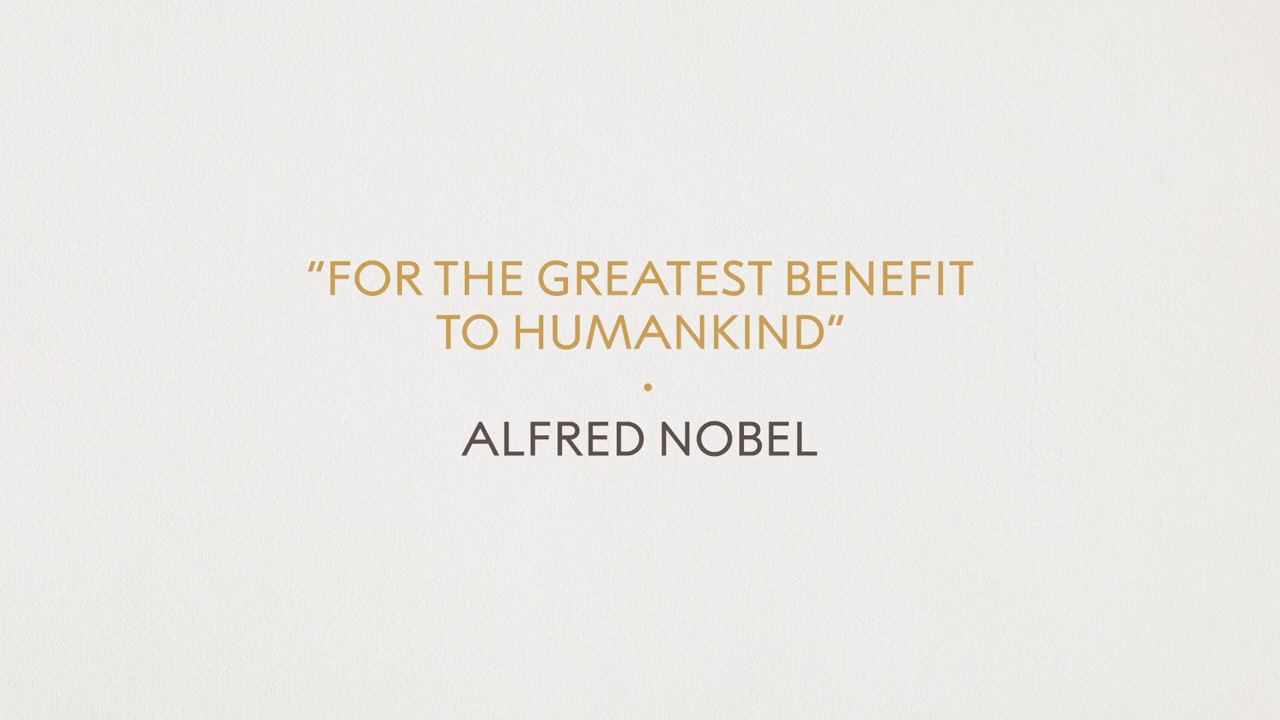 “FOR THE GREATEST BENEFIT
TO HUMANKIND”
•
ALFRED NOBEL